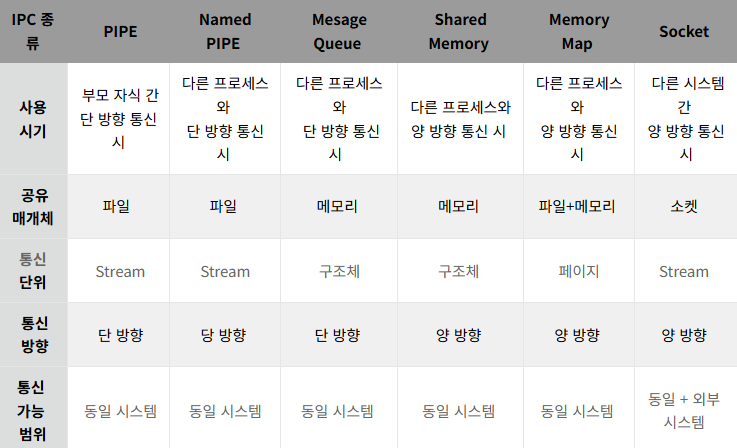 IPC 종류 PIPE Named PIPE Mesage Queue Shared Memory Memory Map Socket
사용 시기 부모 자식 간 단 방향 통신 시 다른 프로세스와 단 방향 통신 시 다른 프로세스와 단 방향 통신 시 다른 프로세스와 양 방향 통신 시 다른 프로세스와 양 방향 통신 시 다른 시스템 간 양 방향 통신 시
공유 매개체 파일 파일 메모리 메모리 파일+메모리 소켓
통신 단위 Stream Stream 구조체 구조체 페이지 Stream
통신 방향 단 방향 당 방향 단 방향 양 방향 양 방향 양 방향
통신 가능 범위 동일 시스템 동일 시스템 동일 시스템 동일 시스템 동일 시스템 동일 + 외부 시스템